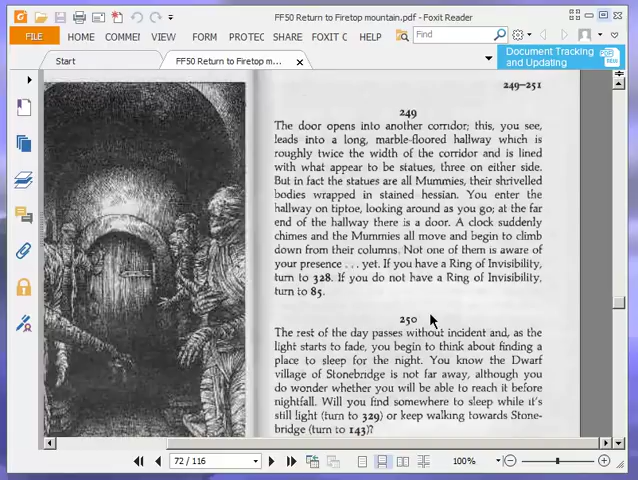 FF50 Return to Firetop mountain.pdf - Foxit Reader
FILE HOME COMMEI VIEW FORM PROTEC SHARE FOXIT C HELP Find
Document Tracking
and Updating
Start FF50 Return to Firetop m...
249–251
249
The door opens into another corridor; this, you see,
leads into a long, marble-floored hallway which is
roughly twice the width of the corridor and is lined
with what appear to be statues, three on either side.
But in fact the statues are all Mummies, their shrivelled
bodies wrapped in stained hessian. You enter the
hallway on tiptoe, looking around as you go; at the far
end of the hallway there is a door. A clock suddenly
chimes and the Mummies all move and begin to climb
down from their columns. Not one of them is aware of
your presence . . . yet. If you have a Ring of Invisibility,
turn to 328. If you do not have a Ring of Invisibility,
turn to 85.
250
The rest of the day passes without incident and, as the
light starts to fade, you begin to think about finding a
place to sleep for the night. You know the Dwarf
village of Stonebridge is not far away, although you
do wonder whether you will be able to reach it before
nightfall. Will you find somewhere to sleep while it's
still light (turn to 329) or keep walking towards Stone-
bridge (turn to 143)?
72 / 116 100%